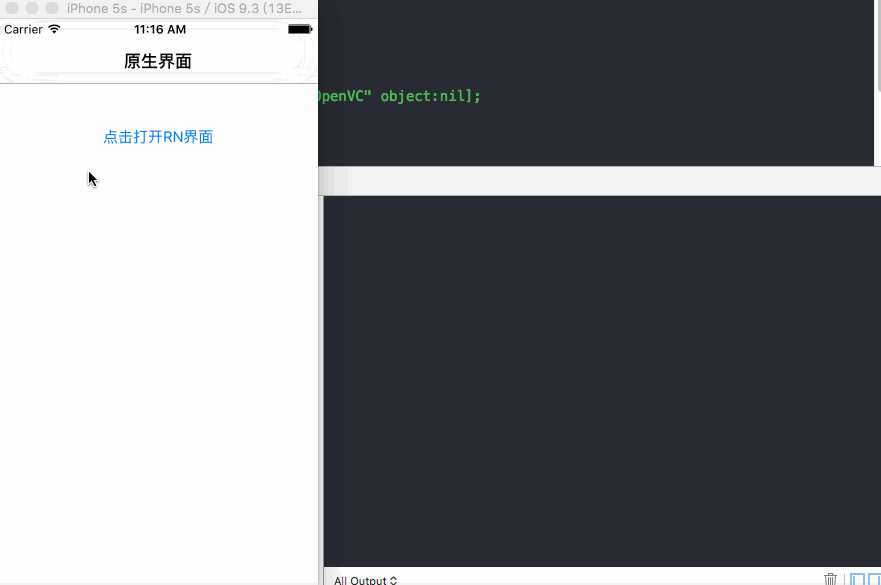 iPhone 5s - iPhone 5s / iOS 9.3 (13E...
Carrier 11:16 AM
原生界面
OpenVC" object:nil];
点击打开RN界面
All Output